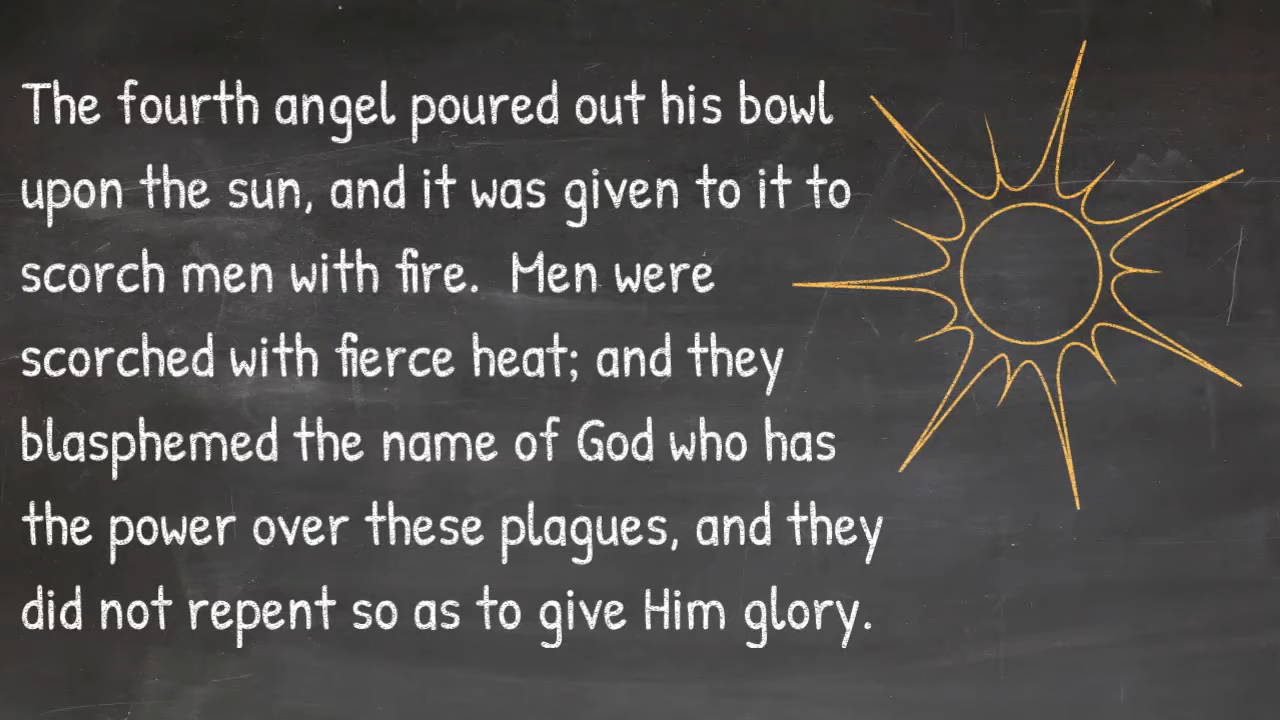 The fourth angel poured out his bowl
upon the sun, and it was given to it to
scorch men with fire.  Men were
scorched with fierce heat; and they
blasphemed the name of God who has
the power over these plagues, and they
did not repent so as to give Him glory.